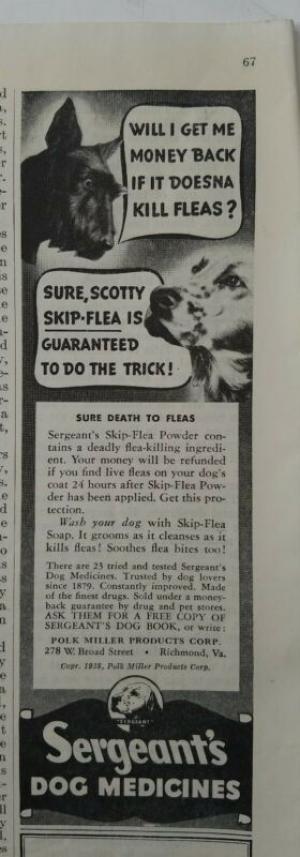 67
WILL I GET ME
MONEY BACK
IF IT DOESNA
KILL FLEAS?
SURE, SCOTTY
SKIP-FLEA IS
GUARANTEED
TO DO THE TRICK!
SURE DEATH TO FLEAS
Sergeant's Skip-Flea Powder con-
tains a deadly flea-killing ingredi-
ent. Your money will be refunded
if you find live fleas on your dog's
coat 24 hours after Skip-Flea Pow-
der has been applied. Get this pro-
tection.
Wash your dog with Skip-Flea
Soap. It grooms as it cleanses as it
kills fleas! Soothes flea bites too!
There are 23 tried and tested Sergeant's
Dog Medicines. Trusted by dog lovers
since 1879. Constantly improved. Made
of the finest drugs. Sold under a money-
back guarantee by drug and pet stores.
ASK THEM FOR A FREE COPY OF
SERGEANT'S DOG BOOK, or write:
POLK MILLER PRODUCTS CORP.
278 W. Broad Street • Richmond, Va.
Copr. 1938, Polk Miller Products Corp.
"SERGEANT"
Sergeant's
DOG MEDICINES